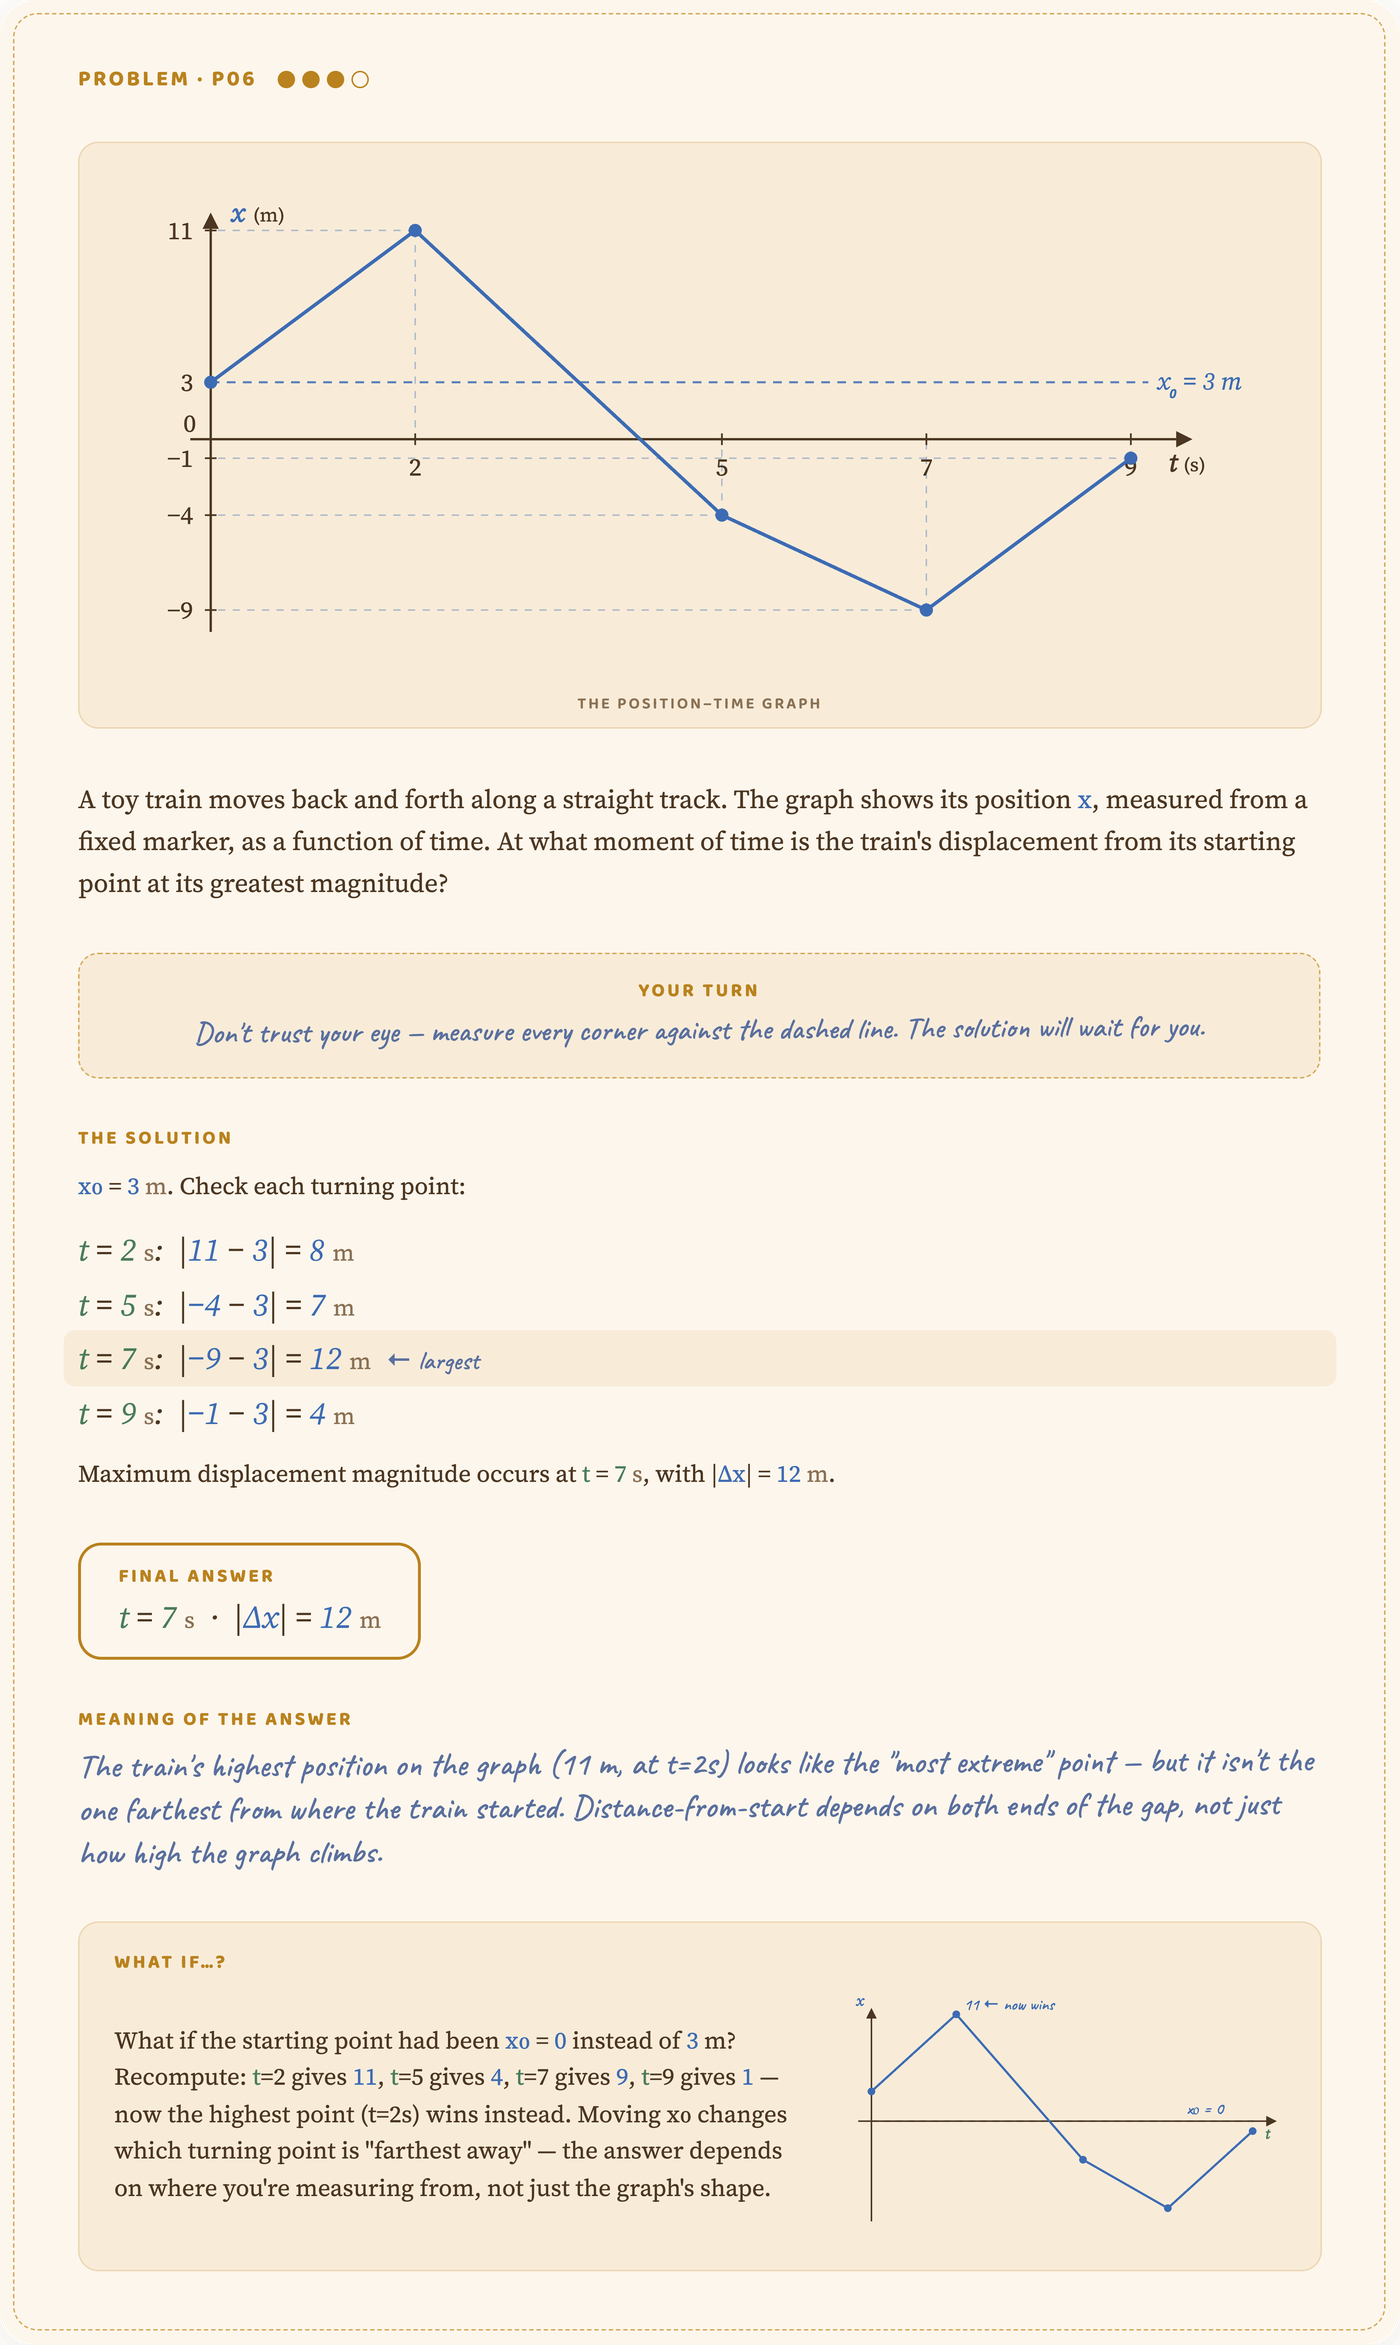 PROBLEM · P06
x (m)
11
3
x₀ = 3 m
0
−1
2
5
7
9
t (s)
−4
−9
THE POSITION–TIME GRAPH
A toy train moves back and forth along a straight track. The graph shows its position x, measured from a
fixed marker, as a function of time. At what moment of time is the train's displacement from its starting
point at its greatest magnitude?
YOUR TURN
Don't trust your eye — measure every corner against the dashed line. The solution will wait for you.
THE SOLUTION
x₀ = 3 m. Check each turning point:
t = 2 s: |11 − 3| = 8 m
t = 5 s: |−4 − 3| = 7 m
t = 7 s: |−9 − 3| = 12 m ← largest
t = 9 s: |−1 − 3| = 4 m
Maximum displacement magnitude occurs at t = 7 s, with |Δx| = 12 m.
FINAL ANSWER
t = 7 s · |Δx| = 12 m
MEANING OF THE ANSWER
The train's highest position on the graph (11 m, at t=2s) looks like the "most extreme" point — but it isn't the
one farthest from where the train started. Distance-from-start depends on both ends of the gap, not just
how high the graph climbs.
WHAT IF…?
What if the starting point had been x₀ = 0 instead of 3 m?
Recompute: t=2 gives 11, t=5 gives 4, t=7 gives 9, t=9 gives 1 —
now the highest point (t=2s) wins instead. Moving x₀ changes
which turning point is "farthest away" — the answer depends
on where you're measuring from, not just the graph's shape.
x
11 ← now wins
x₀ = 0
t